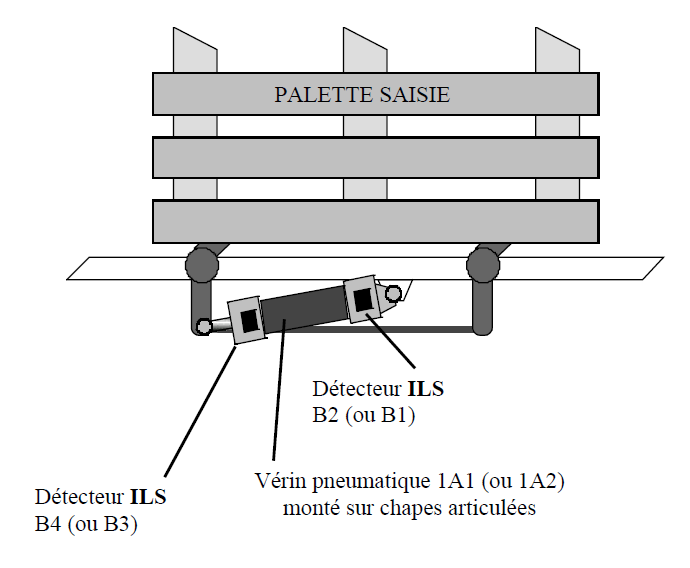 PALETTE SAISIE
Détecteur ILS
B2 (ou B1)
Vérin pneumatique 1A1 (ou 1A2)
monté sur chapes articulées
Détecteur ILS
B4 (ou B3)